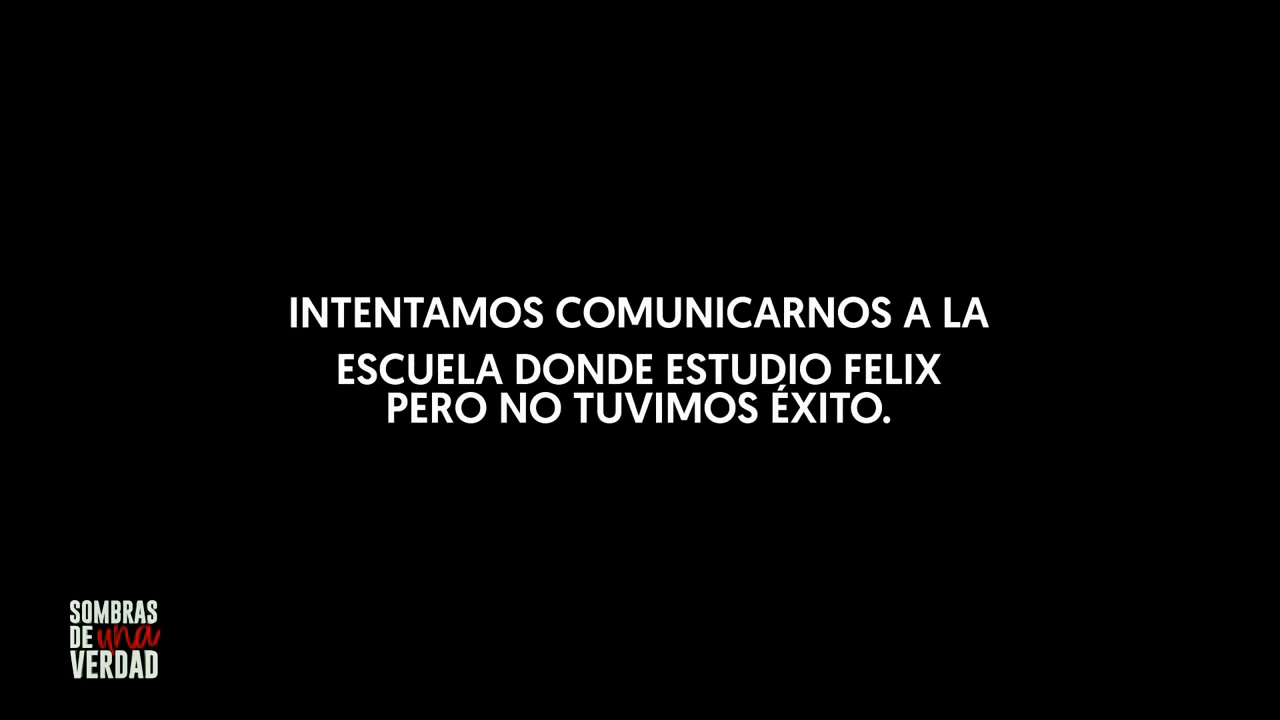 INTENTAMOS COMUNICARNOS A LA
ESCUELA DONDE ESTUDIO FELIX
PERO NO TUVIMOS ÉXITO.
SOMBRAS
DE una
VERDAD